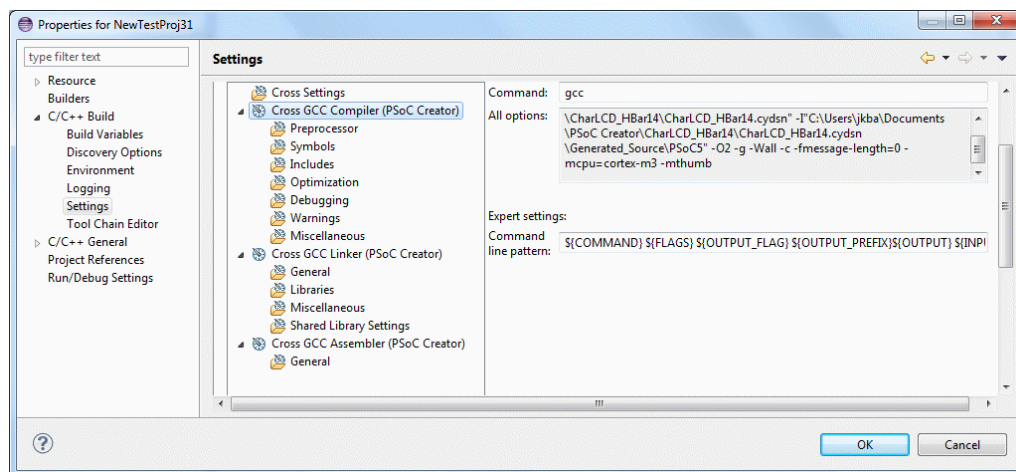 Properties for NewTestProj31
type filter text
Settings
Resource
Builders
C/C++ Build
Build Variables
Discovery Options
Environment
Logging
Settings
Tool Chain Editor
C/C++ General
Project References
Run/Debug Settings
Cross Settings
Cross GCC Compiler (PSoC Creator)
Preprocessor
Symbols
Includes
Optimization
Debugging
Warnings
Miscellaneous
Cross GCC Linker (PSoC Creator)
General
Libraries
Miscellaneous
Shared Library Settings
Cross GCC Assembler (PSoC Creator)
General
Command: gcc
All options:
\CharLCD_HBar14\CharLCD_HBar14.cydsn" -I"C:\Users\jkba\Documents
\PSoC Creator\CharLCD_HBar14\CharLCD_HBar14.cydsn
\Generated_Source\PSoC5" -O2 -g -Wall -c -fmessage-length=0 -
mcpu=cortex-m3 -mthumb
Expert settings:
Command
line pattern:
${COMMAND} ${FLAGS} ${OUTPUT_FLAG} ${OUTPUT_PREFIX}${OUTPUT} ${INPU
OK
Cancel